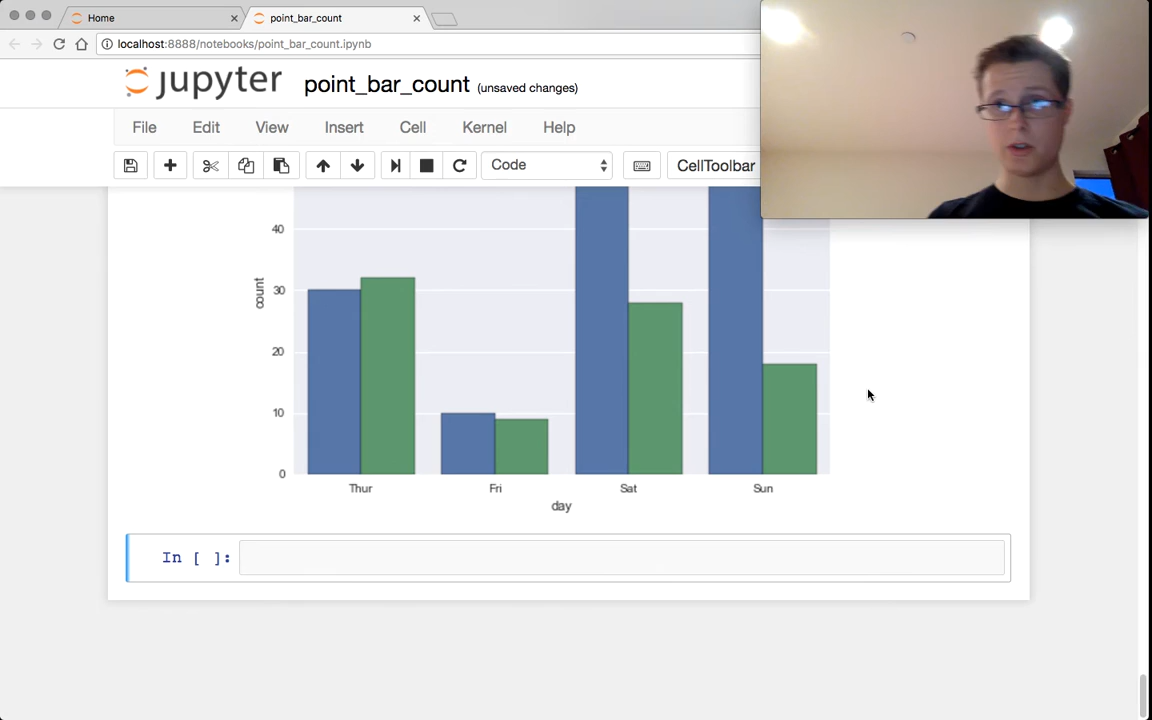 Home
point_bar_count
localhost:8888/notebooks/point_bar_count.ipynb
jupyter point_bar_count (unsaved changes)
File Edit View Insert Cell Kernel Help
Code CellToolbar
40
30
20
10
0
count
Thur Fri Sat Sun
day
In [ ]: